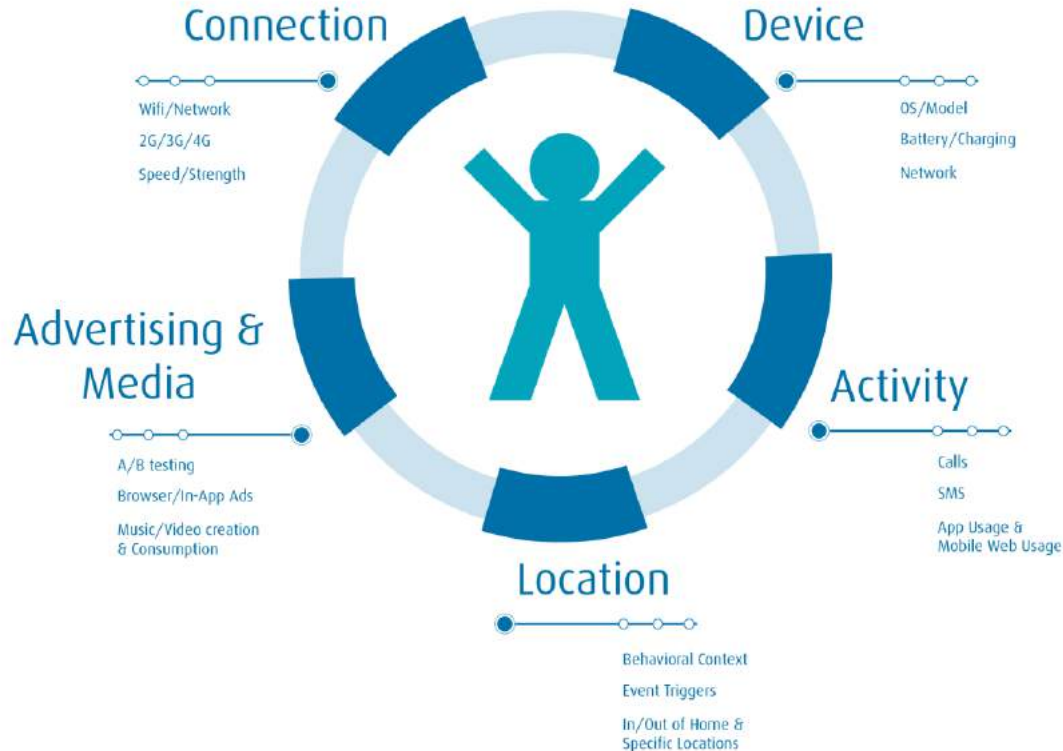 Connection
Wifi/Network
2G/3G/4G
Speed/Strength
Device
OS/Model
Battery/Charging
Network
Advertising &
Media
A/B testing
Browser/In-App Ads
Music/Video creation
& Consumption
Activity
Calls
SMS
App Usage &
Mobile Web Usage
Location
Behavioral Context
Event Triggers
In/Out of Home &
Specific Locations